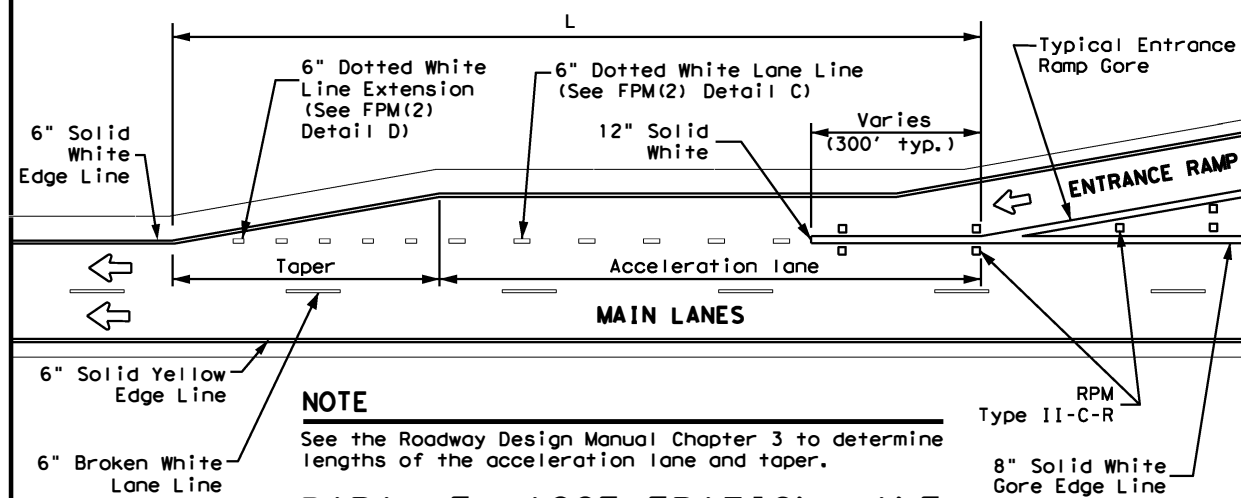 L
6" Dotted White
Line Extension
(See FPM(2)
Detail D)
6" Dotted White Lane Line
(See FPM(2) Detail C)
Typical Entrance
Ramp Gore
6" Solid
White
Edge Line
12" Solid
White
Varies
(300' typ.)
ENTRANCE RAMP
Taper
Acceleration lane
MAIN LANES
6" Solid Yellow
Edge Line
6" Broken White
Lane Line
RPM
Type II-C-R
8" Solid White
Gore Edge Line
NOTE
See the Roadway Design Manual Chapter 3 to determine
lengths of the acceleration lane and taper.